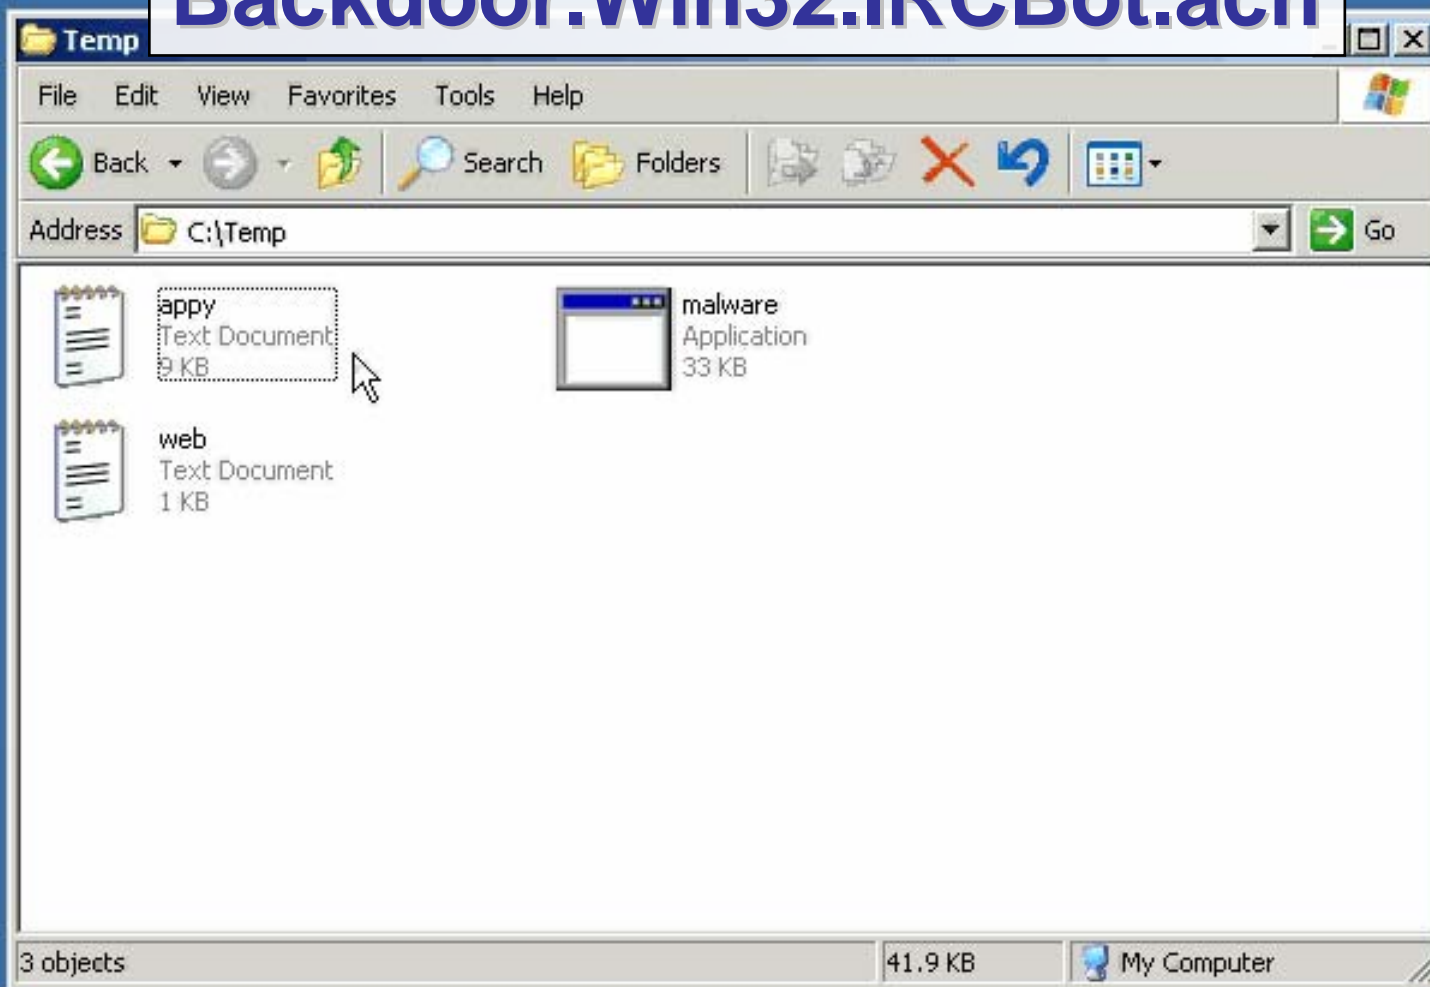 Backdoor.Win32.IRCBot.acn
Temp
File Edit View Favorites Tools Help
Back Search Folders
Address C:\Temp Go
appy
Text Document
9 KB
malware
Application
33 KB
web
Text Document
1 KB
3 objects 41.9 KB My Computer